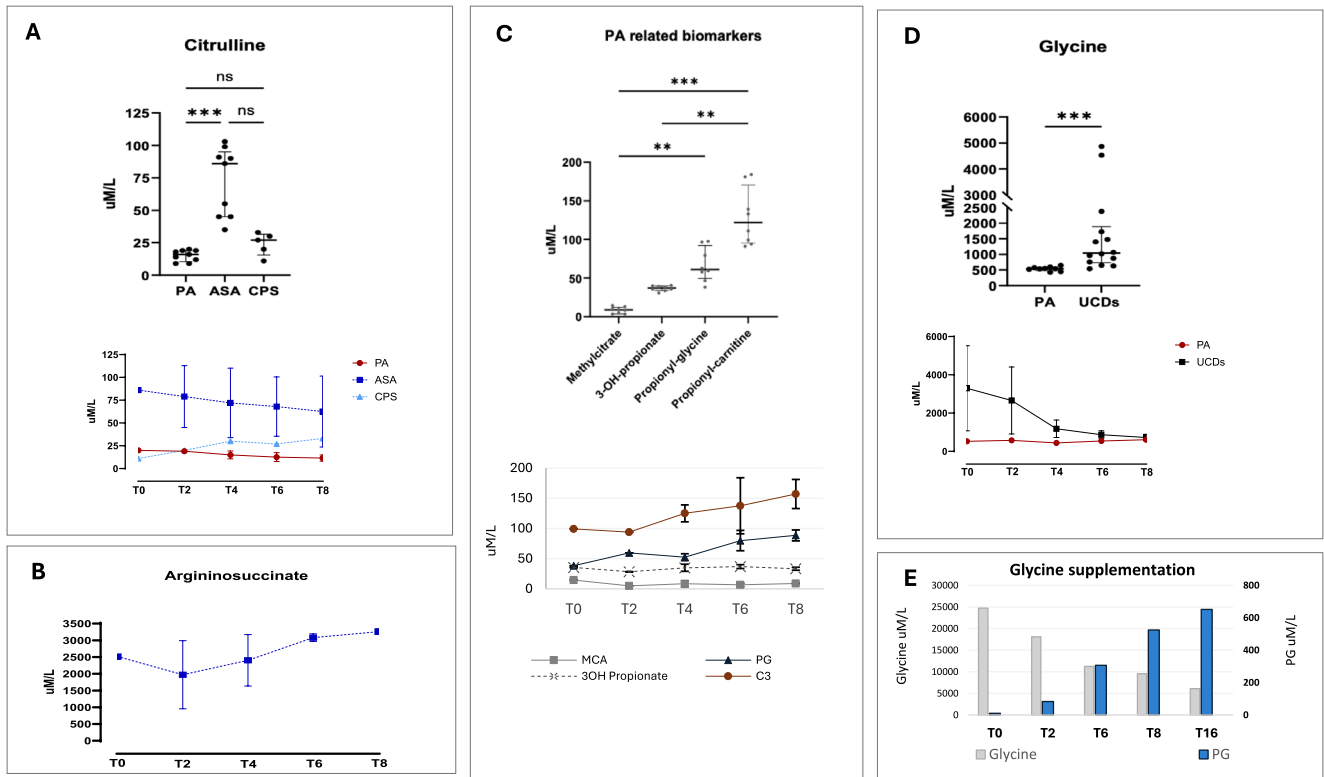 A
Citrulline
ns
*** ns
125
100
75
50
25
0
uM/L
PA ASA CPS
125
100
75
50
25
0
uM/L
T0 T2 T4 T6 T8
PA
ASA
CPS
B
Argininosuccinate
3500
3000
2500
2000
1500
1000
500
0
uM/L
T0 T2 T4 T6 T8
C
PA related biomarkers
***
**
**
200
150
100
50
0
uM/L
Methylcitrate
3-OH-propionate
Propionyl-glycine
Propionyl-carnitine
200
150
100
50
0
uM/L
T0 T2 T4 T6 T8
MCA PG
3OH Propionate C3
D
Glycine
***
6000
5000
4000
3000
2500
2000
1500
1000
500
0
uM/L
PA UCDs
6000
4000
2000
0
uM/L
T0 T2 T4 T6 T8
PA
UCDs
E
Glycine supplementation
30000
25000
20000
15000
10000
5000
0
Glycine uM/L
800
600
400
200
0
PG uM/L
T0 T2 T6 T8 T16
Glycine PG